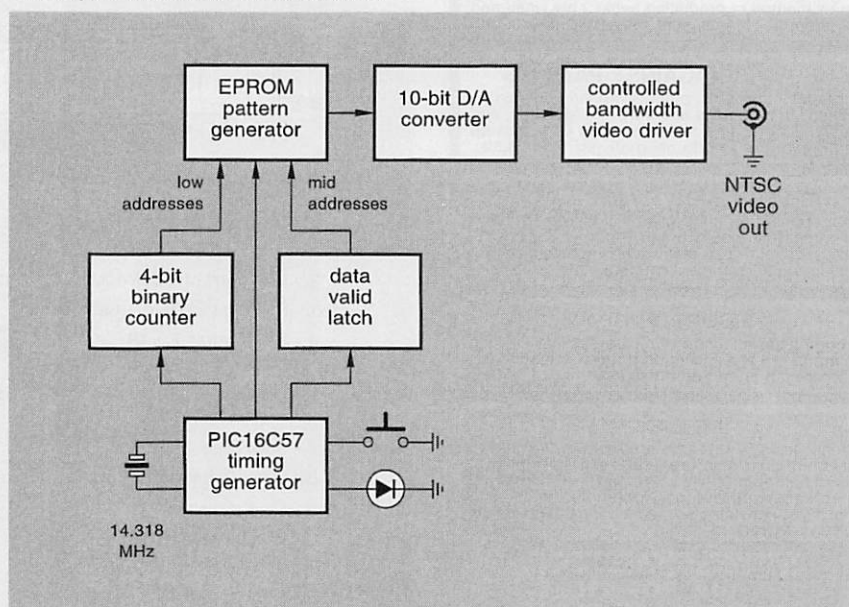 EPROM
pattern
generator
10-bit D/A
converter
controlled
bandwidth
video driver
low
addresses
mid
addresses
NTSC
video
out
4-bit
binary
counter
data
valid
latch
PIC16C57
timing
generator
14.318
MHz